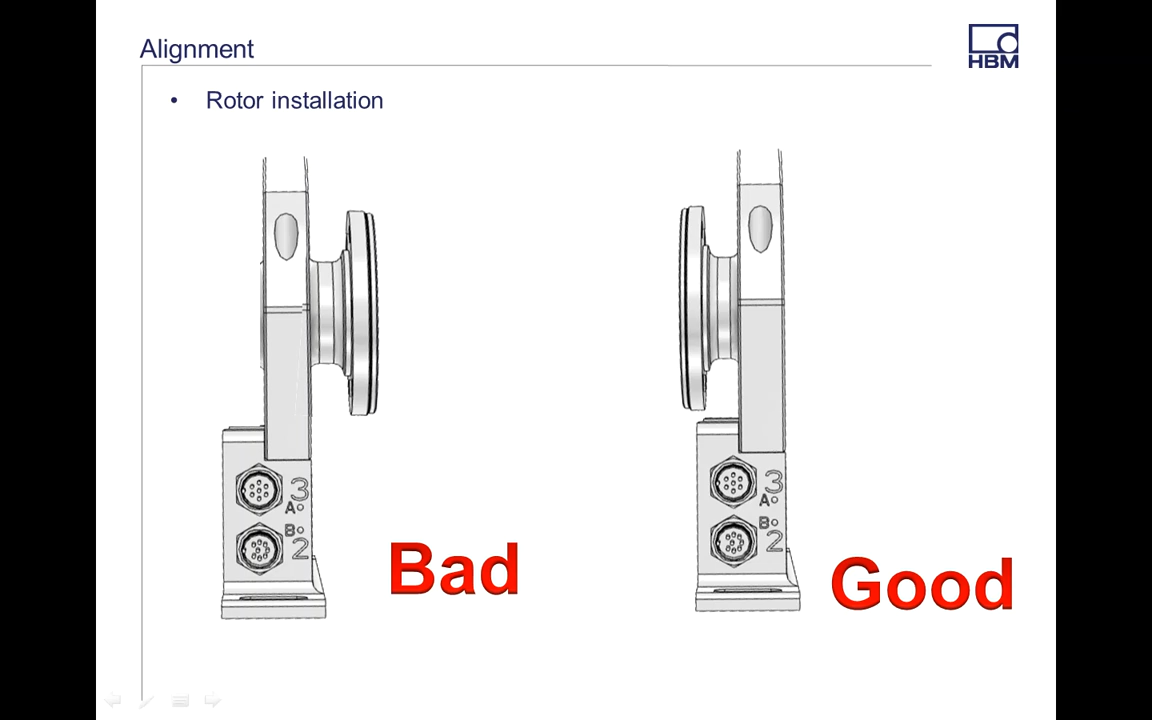 Alignment
HBM
• Rotor installation
3
A
B
2
3
A
B
2
Bad
Good